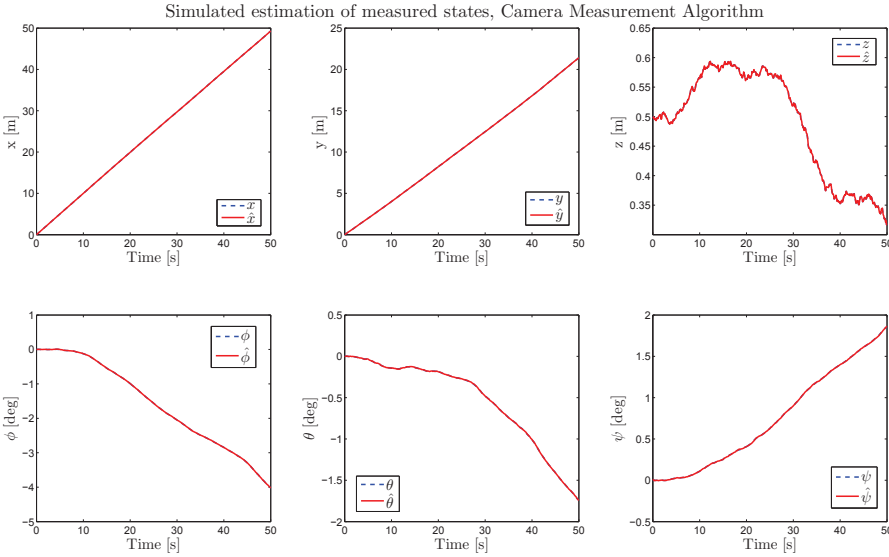 Simulated estimation of measured states, Camera Measurement Algorithm
50
40
30
20
10
0
x [m]
x
x̂
0 10 20 30 40 50
Time [s]
25
20
15
10
5
0
y [m]
y
ŷ
0 10 20 30 40 50
Time [s]
0.65
0.6
0.55
0.5
0.45
0.4
0.35
z [m]
z
ẑ
0 10 20 30 40 50
Time [s]
1
0
−1
−2
−3
−4
−5
ϕ [deg]
ϕ
ϕ̂
0 10 20 30 40 50
Time [s]
0.5
0
−0.5
−1
−1.5
−2
θ [deg]
θ
θ̂
0 10 20 30 40 50
Time [s]
2
1.5
1
0.5
0
−0.5
ψ [deg]
ψ
ψ̂
0 10 20 30 40 50
Time [s]